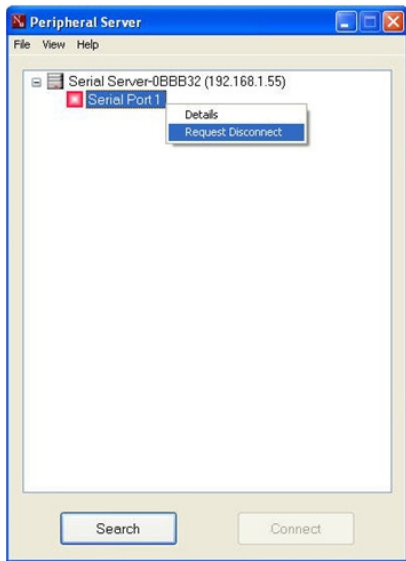 Peripheral Server
File View Help
Serial Server-0BBB32 (192.168.1.55)
Serial Port 1
Details
Request Disconnect
Search
Connect